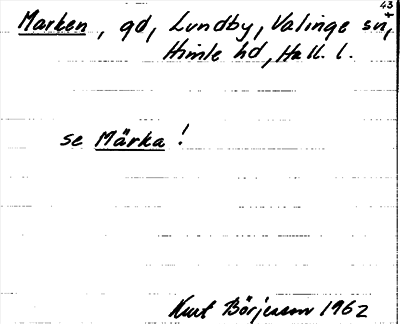 43
Marken, gd, Lundby, Valinge sn,
Himle hd, Hall. l.
se Märka!
Kurt Börjesson 1962